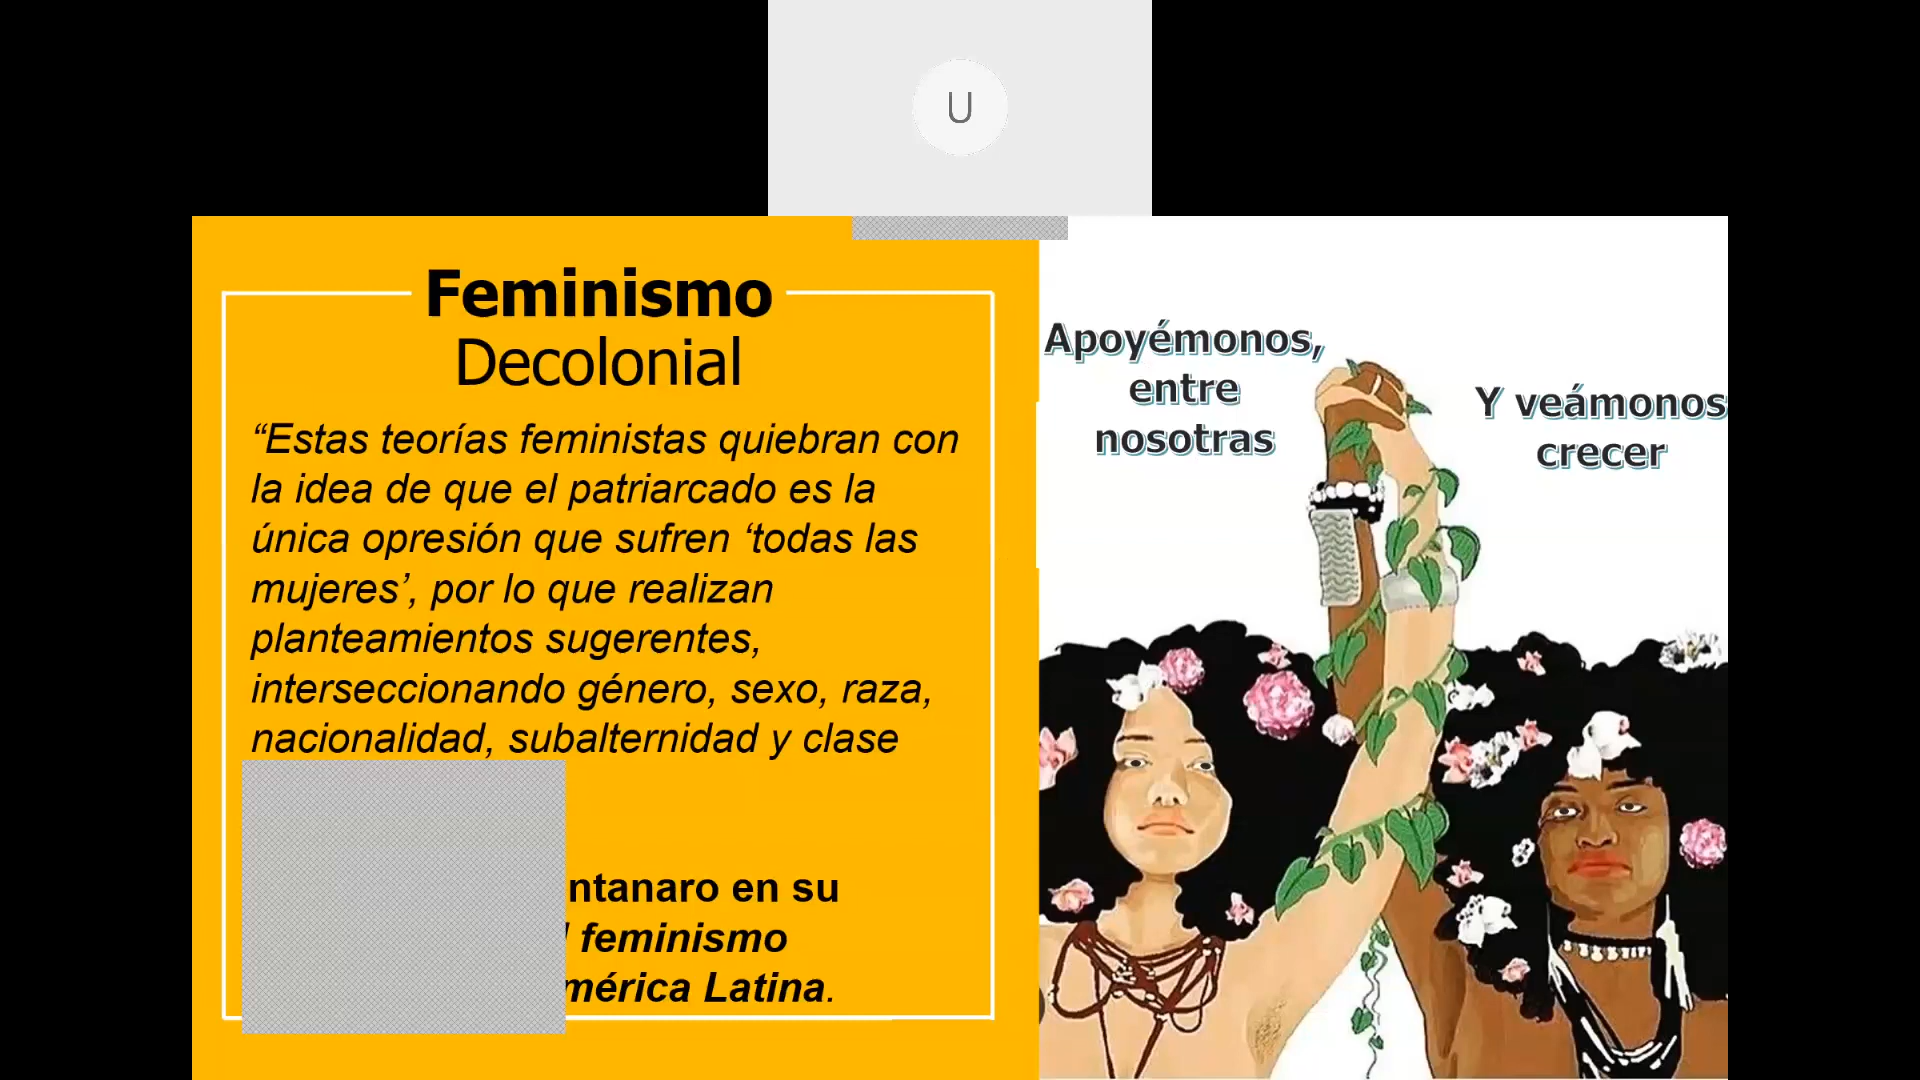 U
Feminismo
Decolonial
“Estas teorías feministas quiebran con
la idea de que el patriarcado es la
única opresión que sufren ‘todas las
mujeres’, por lo que realizan
planteamientos sugerentes,
interseccionando género, sexo, raza,
nacionalidad, subalternidad y clase
en su
feminismo
Latina.
Apoyémonos,
entre
nosotras
Y veámonos
crecer